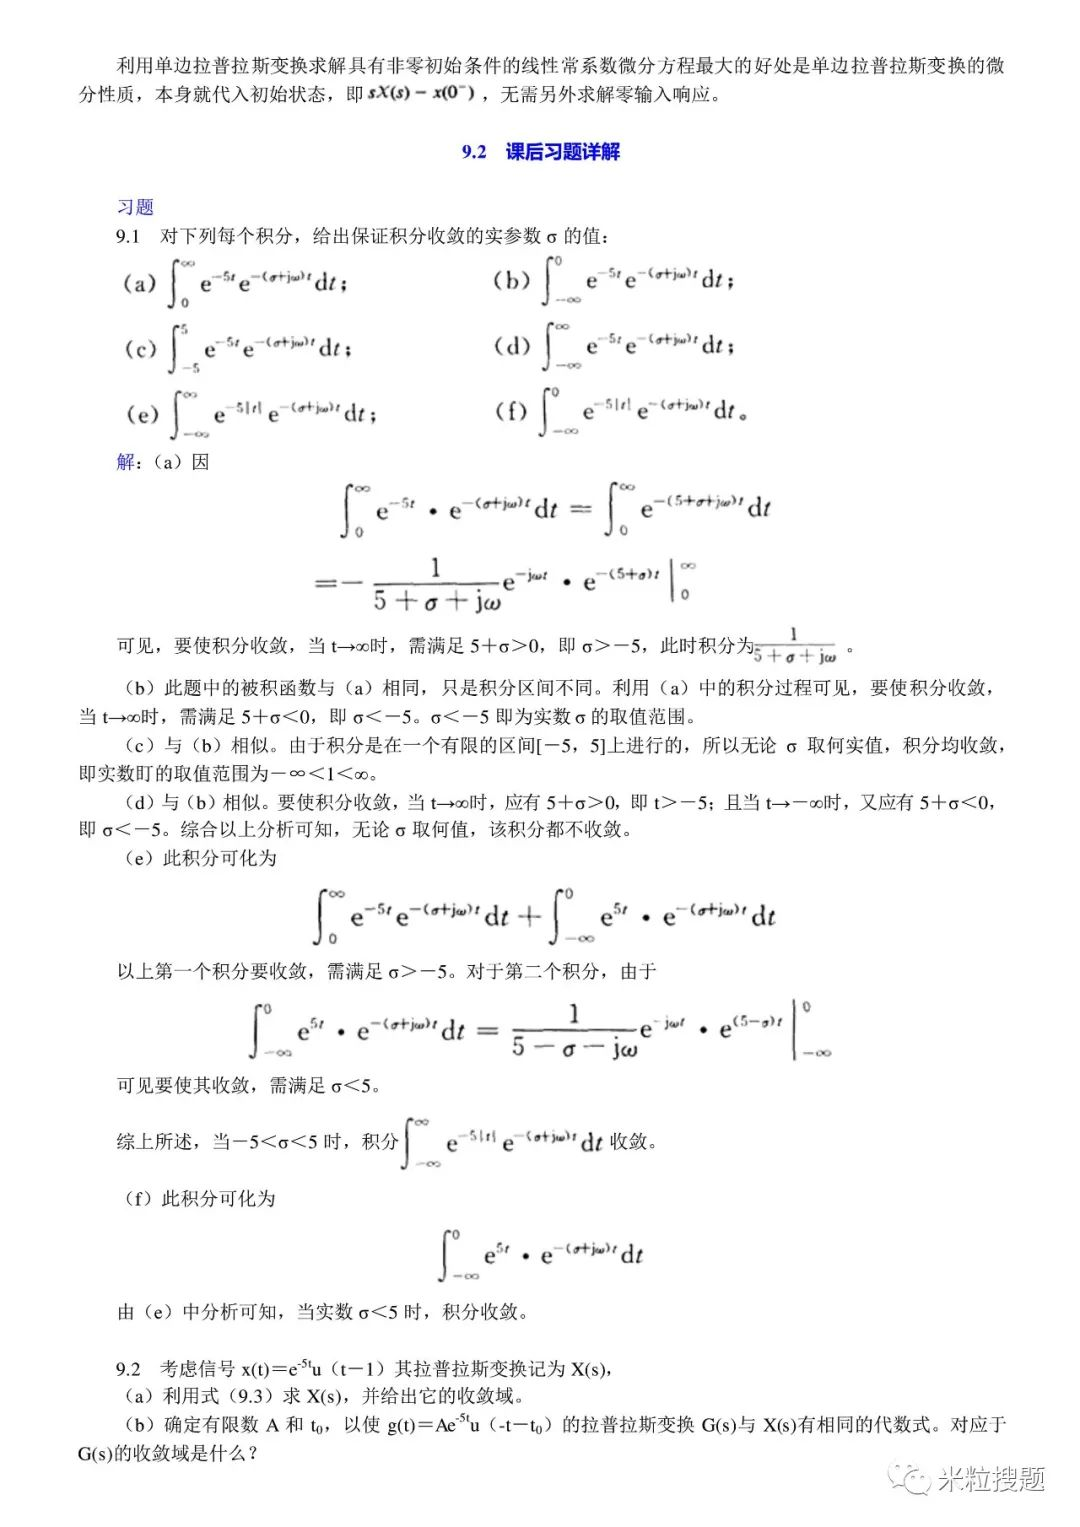 利用单边拉普拉斯变换求解具有非零初始条件的线性常系数微分方程最大的好处是单边拉普拉斯变换的微
分性质，本身就代入初始状态，即 sX(s) − x(0⁻)，无需另外求解零输入响应。
9.2 课后习题详解
习题
9.1 对下列每个积分，给出保证积分收敛的实参数 σ 的值：
（a）∫₀^∞ e^(−5t) e^(−(σ+jω)t) dt； （b）∫_(−∞)^0 e^(−5t) e^(−(σ+jω)t) dt；
（c）∫_(−5)^5 e^(−5t) e^(−(σ+jω)t) dt； （d）∫_(−∞)^∞ e^(−5t) e^(−(σ+jω)t) dt；
（e）∫_(−∞)^∞ e^(−5|t|) e^(−(σ+jω)t) dt； （f）∫_(−∞)^0 e^(−5|t|) e^(−(σ+jω)t) dt。
解：（a）因
∫₀^∞ e^(−5t) • e^(−(σ+jω)t) dt = ∫₀^∞ e^(−(5+σ+jω)t) dt
=− 1/(5+σ+jω) e^(−jωt) • e^(−(5+σ)t) |₀^∞
可见，要使积分收敛，当 t→∞时，需满足 5＋σ＞0，即 σ＞－5，此时积分为 1/(5+σ+jω) 。
（b）此题中的被积函数与（a）相同，只是积分区间不同。利用（a）中的积分过程可见，要使积分收敛，
当 t→∞时，需满足 5＋σ＜0，即 σ＜－5。σ＜－5 即为实数 σ 的取值范围。
（c）与（b）相似。由于积分是在一个有限的区间[－5，5]上进行的，所以无论 σ 取何实值，积分均收敛，
即实数盯的取值范围为－∞＜1＜∞。
（d）与（b）相似。要使积分收敛，当 t→∞时，应有 5＋σ＞0，即 t＞－5；且当 t→－∞时，又应有 5＋σ＜0，
即 σ＜－5。综合以上分析可知，无论 σ 取何值，该积分都不收敛。
（e）此积分可化为
∫₀^∞ e^(−5t) e^(−(σ+jω)t) dt + ∫_(−∞)^0 e^(5t) • e^(−(σ+jω)t) dt
以上第一个积分要收敛，需满足 σ＞－5。对于第二个积分，由于
∫_(−∞)^0 e^(5t) • e^(−(σ+jω)t) dt = 1/(5−σ−jω) e^(−jωt) • e^((5−σ)t) |_(−∞)^0
可见要使其收敛，需满足 σ＜5。
综上所述，当－5＜σ＜5 时，积分 ∫_(−∞)^∞ e^(−5|t|) e^(−(σ+jω)t) dt 收敛。
（f）此积分可化为
∫_(−∞)^0 e^(5t) • e^(−(σ+jω)t) dt
由（e）中分析可知，当实数 σ＜5 时，积分收敛。
9.2 考虑信号 x(t)＝e^(-5t)u（t－1）其拉普拉斯变换记为 X(s)，
（a）利用式（9.3）求 X(s)，并给出它的收敛域。
（b）确定有限数 A 和 t₀，以使 g(t)＝Ae^(-5t)u（-t－t₀）的拉普拉斯变换 G(s)与 X(s)有相同的代数式。对应于
G(s)的收敛域是什么？
米粒搜题